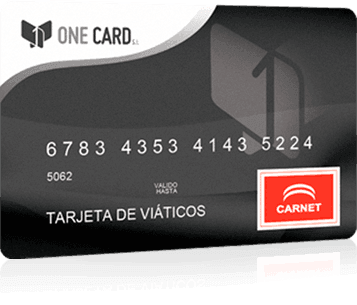 ONE CARD
6783 4353 4143 5224
5062
VALIDO
HASTA
TARJETA DE VIÁTICOS
CARNET